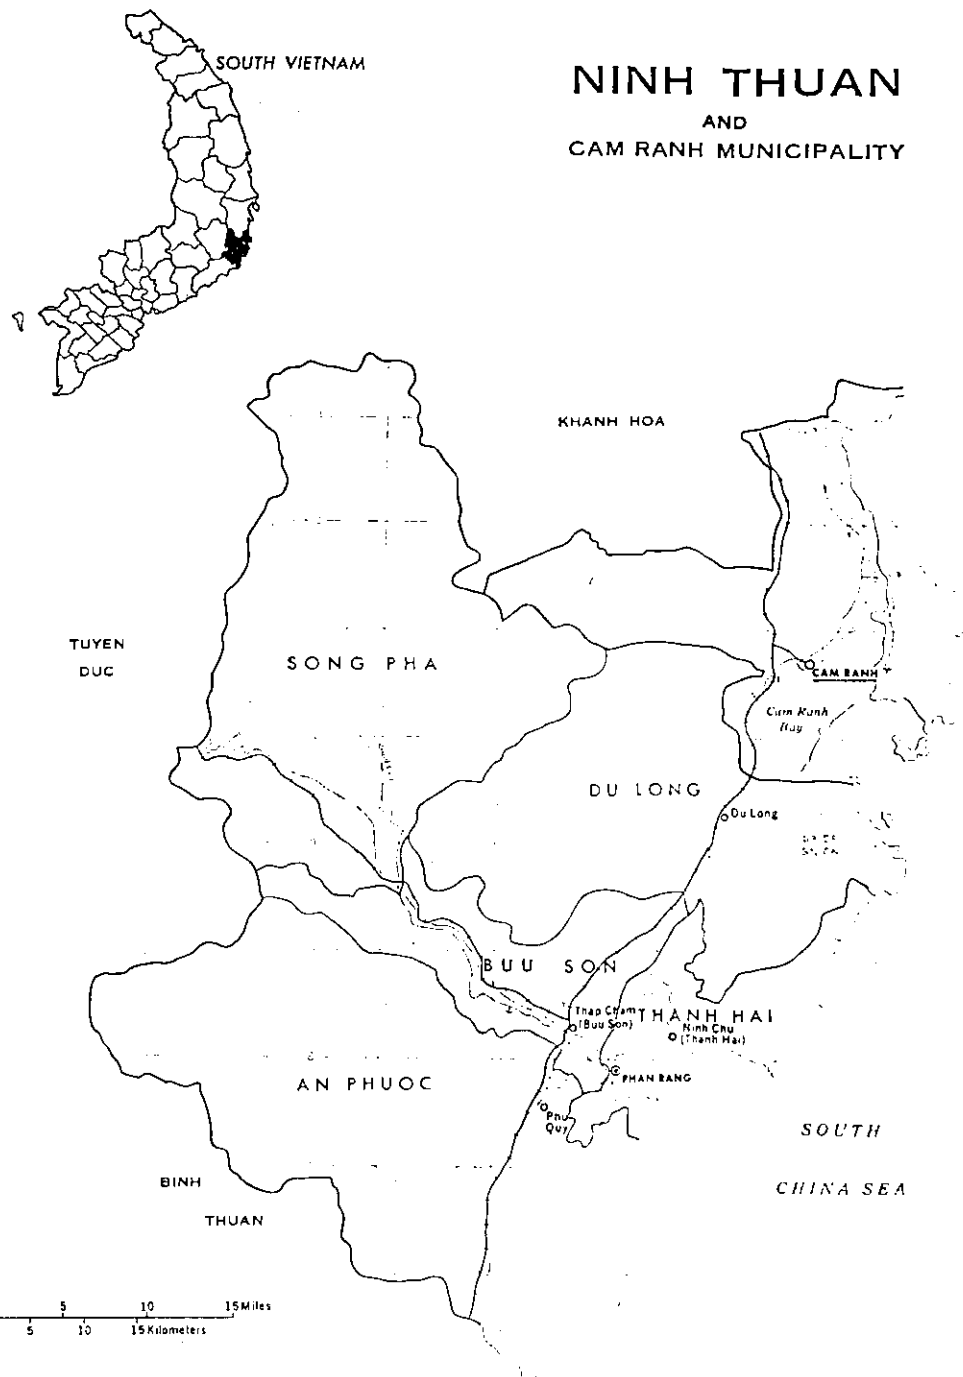 SOUTH VIETNAM
NINH THUAN
AND
CAM RANH MUNICIPALITY
KHANH HOA
TUYEN
DUC
SONG PHA
CAM RANH
Cam Ranh
Bay
DU LONG
Du Long
BUU SON
Thap Cham
(Buu Son)
THANH HAI
Ninh Chu
(Thanh Hai)
PHAN RANG
AN PHUOC
Phu
Quy
SOUTH
CHINA SEA
BINH
THUAN
5 10 15 Miles
5 10 15 Kilometers